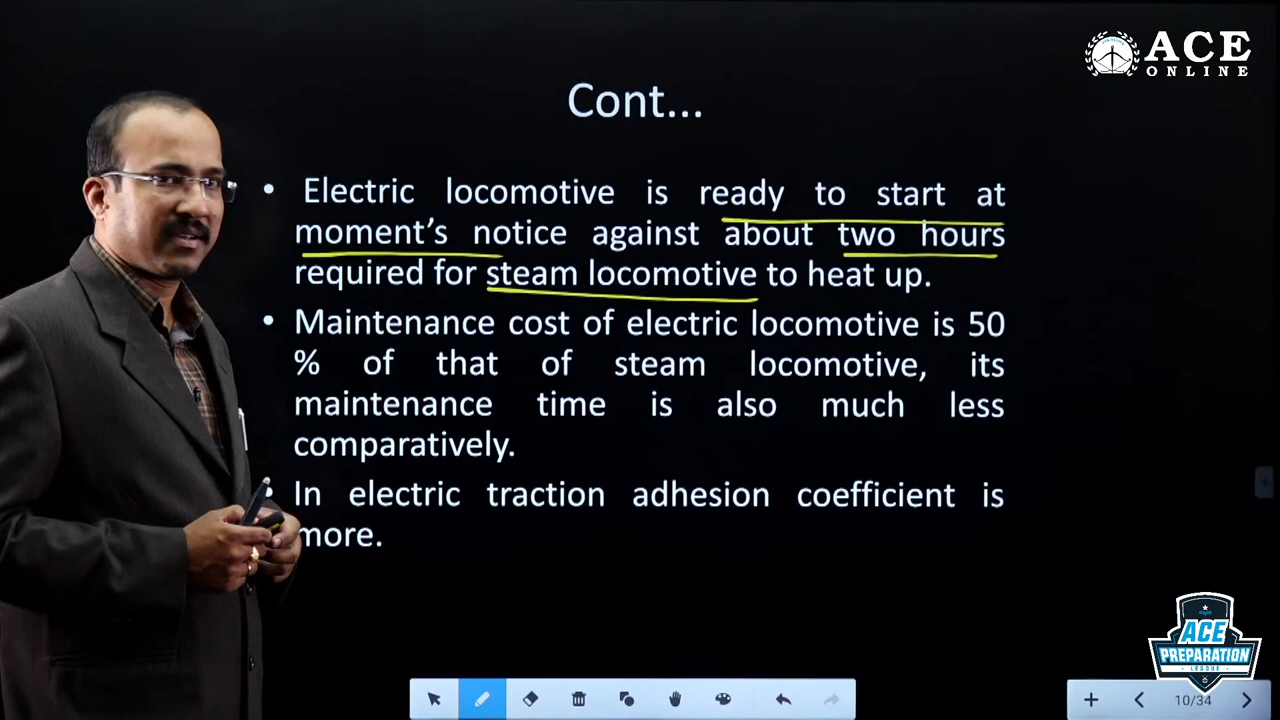 ACE
ONLINE
Cont...
• Electric locomotive is ready to start at
moment’s notice against about two hours
required for steam locomotive to heat up.
• Maintenance cost of electric locomotive is 50
% of that of steam locomotive, its
maintenance time is also much less
comparatively.
• In electric traction adhesion coefficient is
more.
ACE
PREPARATION
LEAGUE
10/34